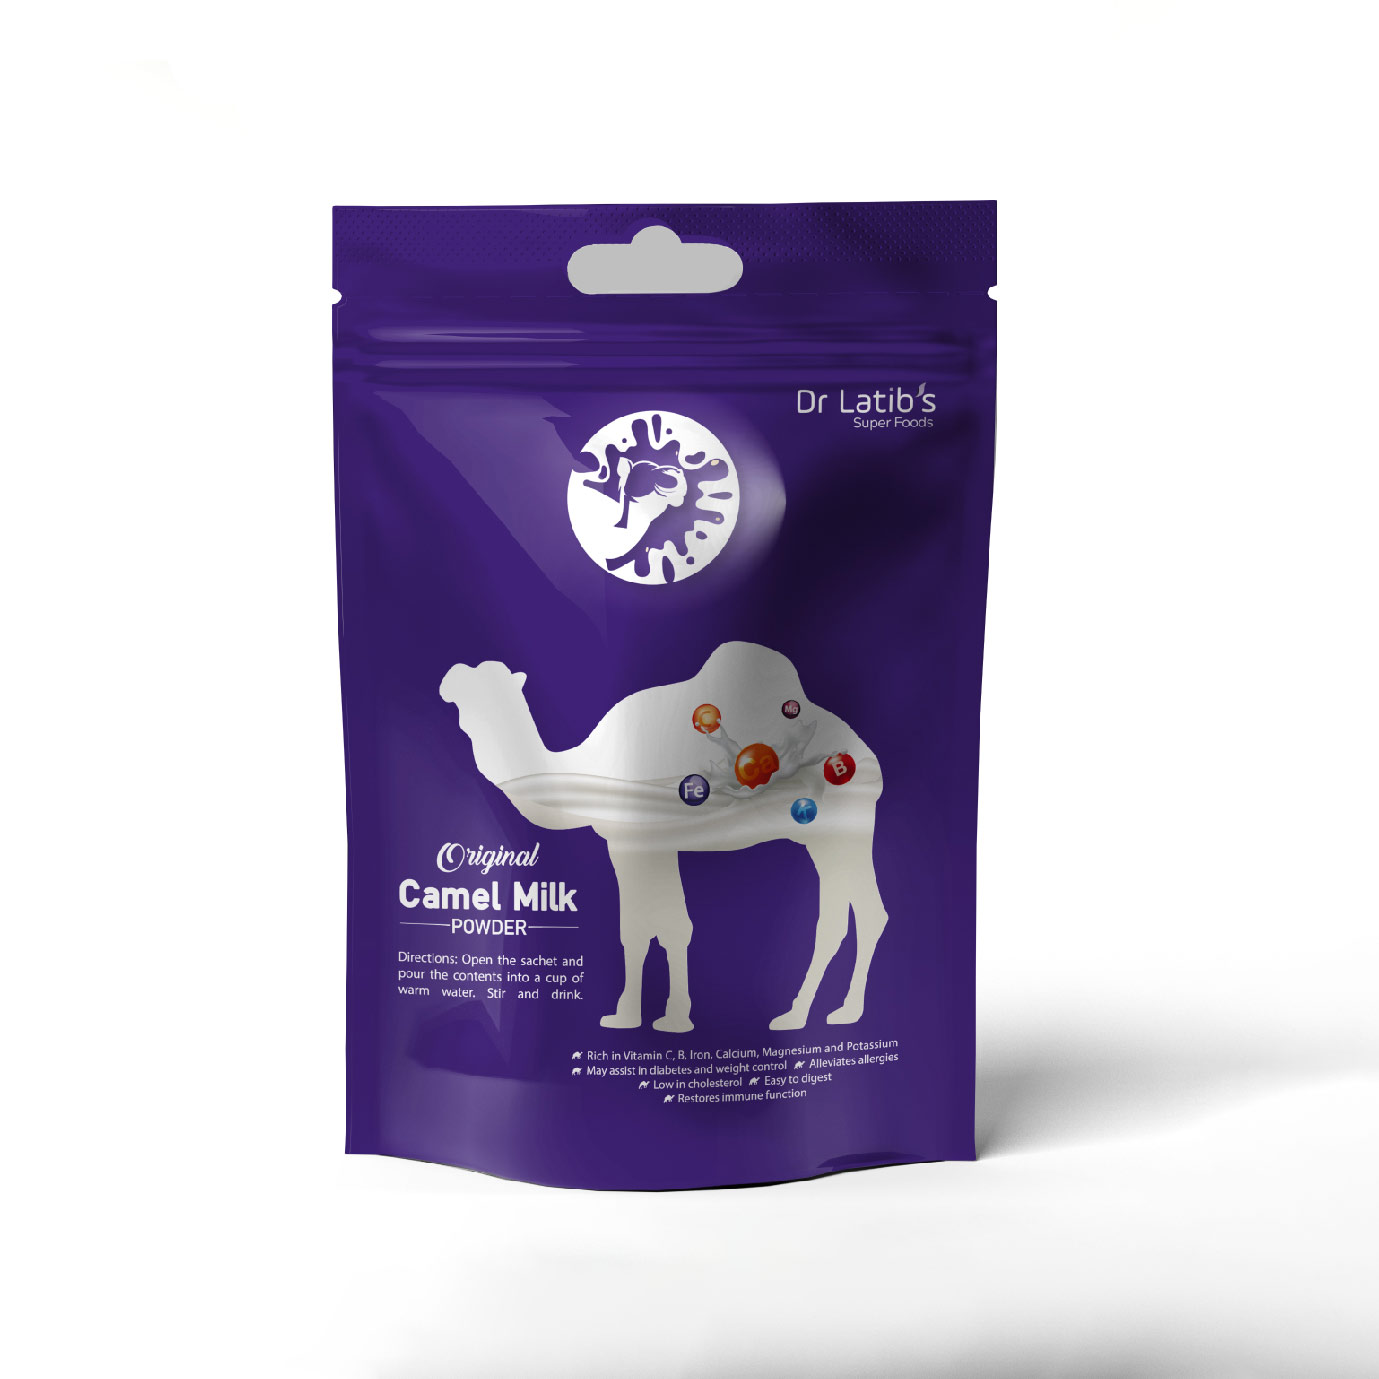 Dr Latib's
Super Foods
C
Mg
Ca
B
Fe
K
Original
Camel Milk
POWDER
Directions: Open the sachet and
pour the contents into a cup of
warm water. Stir and drink.
Rich in Vitamin C, B, Iron, Calcium, Magnesium and Potassium
May assist in diabetes and weight control Alleviates allergies
Low in cholesterol Easy to digest
Restores immune function